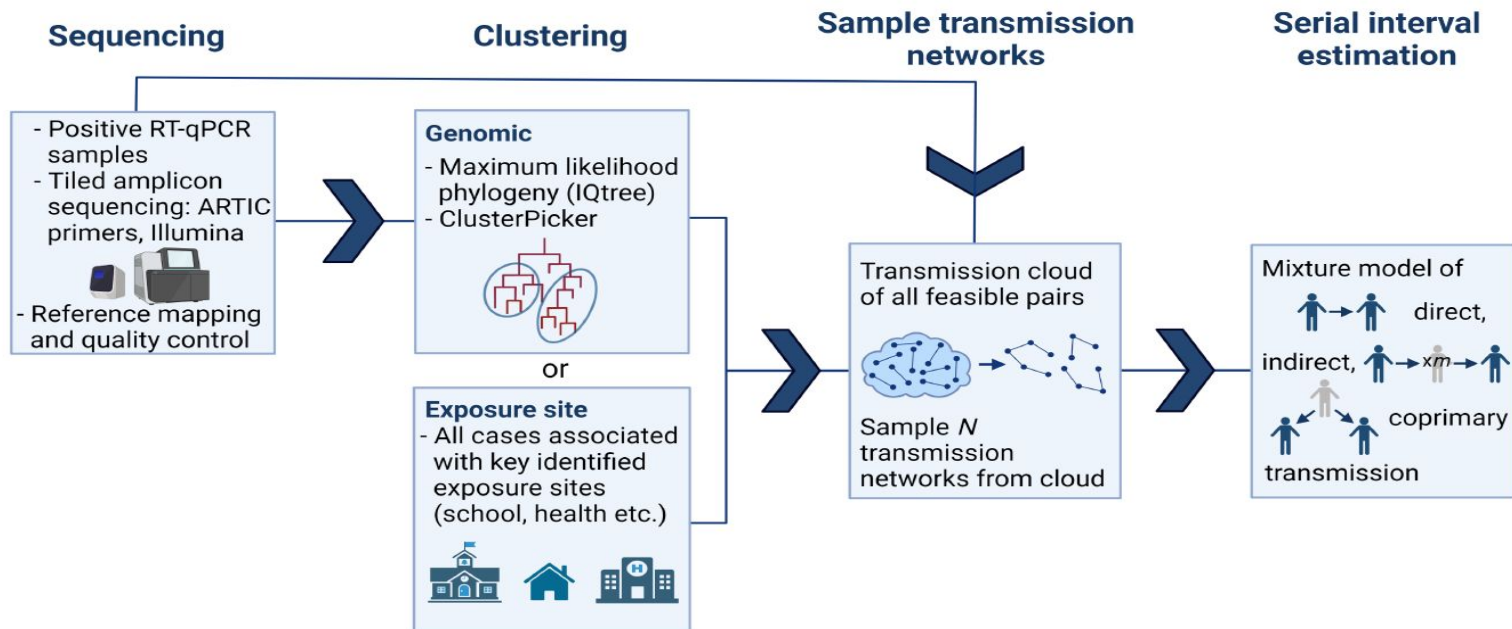 Sequencing
Clustering
Sample transmission
networks
Serial interval
estimation
- Positive RT-qPCR
samples
- Tiled amplicon
sequencing: ARTIC
primers, Illumina
- Reference mapping
and quality control
Genomic
- Maximum likelihood
phylogeny (IQtree)
- ClusterPicker
or
Exposure site
- All cases associated
with key identified
exposure sites
(school, health etc.)
H
Transmission cloud
of all feasible pairs
Sample N
transmission
networks from cloud
Mixture model of
direct,
indirect,
xm
coprimary
transmission